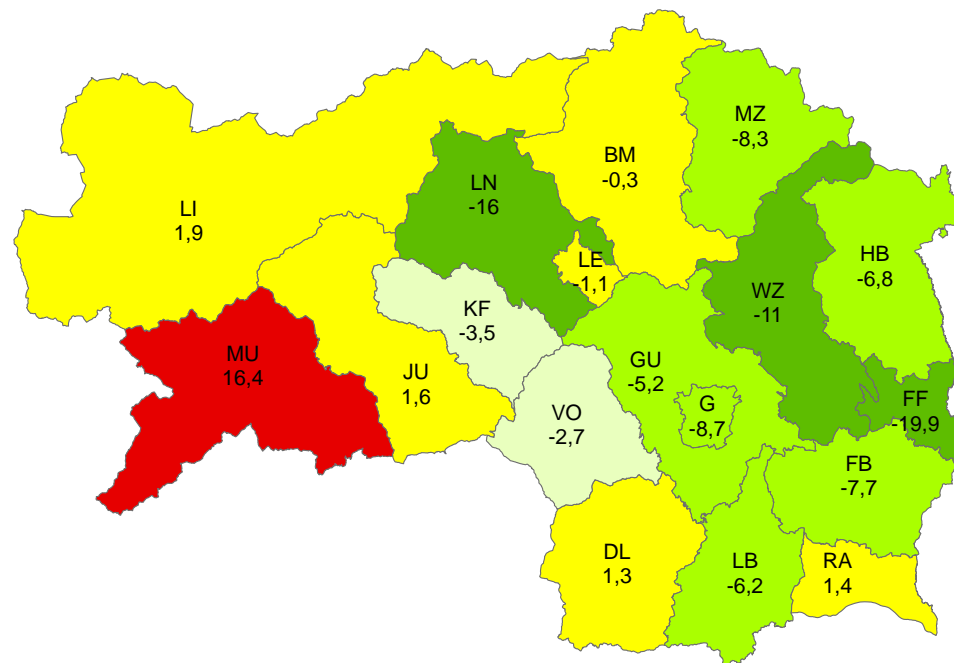 MZ
-8,3
BM
-0,3
LN
-16
LI
1,9
LE
-1,1
HB
-6,8
WZ
-11
KF
-3,5
MU
16,4
JU
1,6
GU
-5,2
G
-8,7
FF
-19,9
VO
-2,7
FB
-7,7
DL
1,3
LB
-6,2
RA
1,4